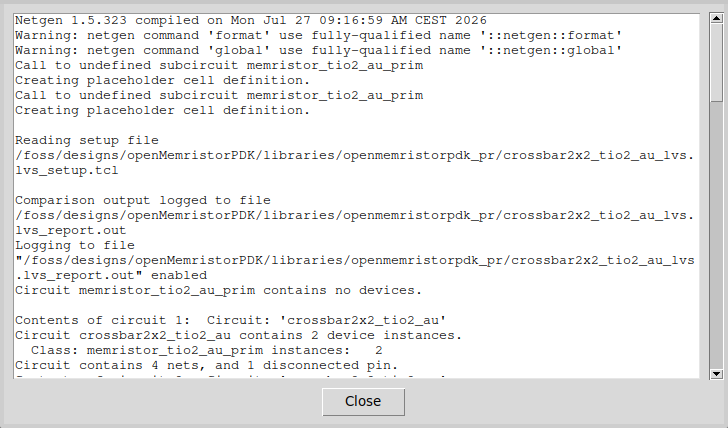 Netgen 1.5.323 compiled on Mon Jul 27 09:16:59 AM CEST 2026
Warning: netgen command 'format' use fully-qualified name '::netgen::format'
Warning: netgen command 'global' use fully-qualified name '::netgen::global'
Call to undefined subcircuit memristor_tio2_au_prim
Creating placeholder cell definition.
Call to undefined subcircuit memristor_tio2_au_prim
Creating placeholder cell definition.
Reading setup file
/foss/designs/openMemristorPDK/libraries/openmemristorpdk_pr/crossbar2x2_tio2_au_lvs.
lvs_setup.tcl
Comparison output logged to file
/foss/designs/openMemristorPDK/libraries/openmemristorpdk_pr/crossbar2x2_tio2_au_lvs.
lvs_report.out
Logging to file
"/foss/designs/openMemristorPDK/libraries/openmemristorpdk_pr/crossbar2x2_tio2_au_lvs
.lvs_report.out" enabled
Circuit memristor_tio2_au_prim contains no devices.
Contents of circuit 1:  Circuit: 'crossbar2x2_tio2_au'
Circuit crossbar2x2_tio2_au contains 2 device instances.
  Class: memristor_tio2_au_prim instances:   2
Circuit contains 4 nets, and 1 disconnected pin.
Close